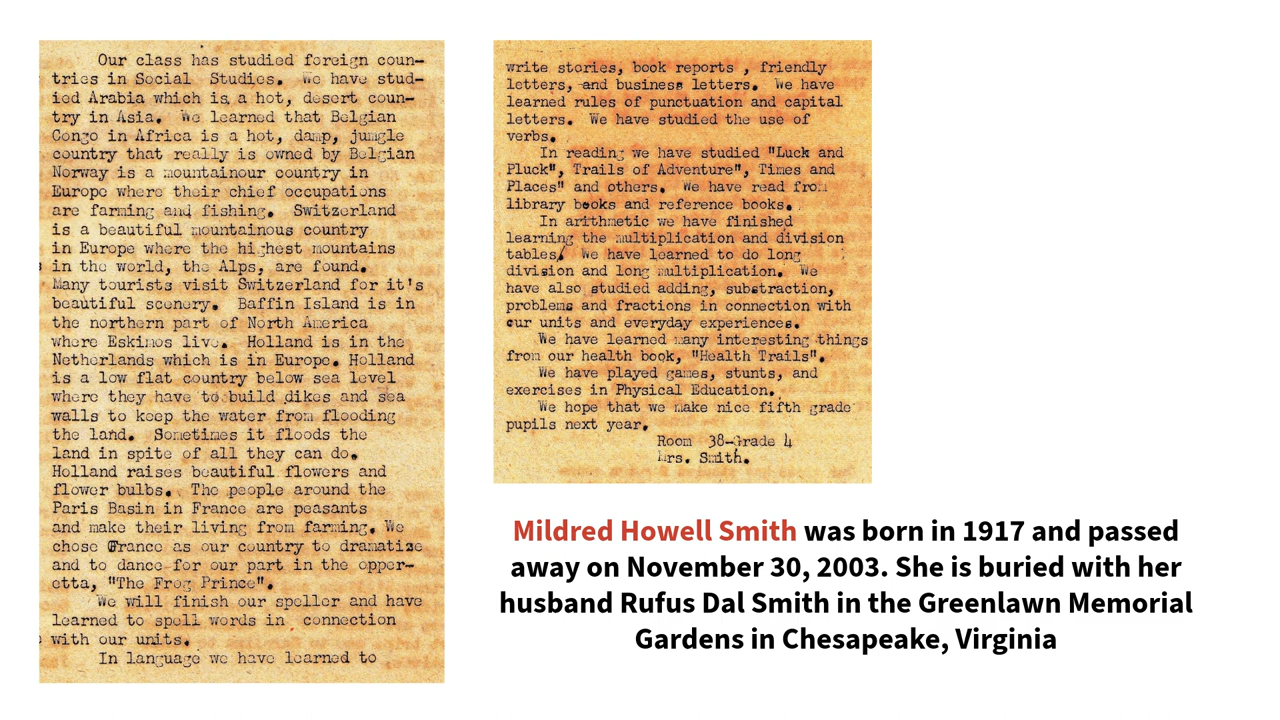 Our class has studied foreign coun-
tries in Social Studies. We have stud-
ied Arabia which is a hot, desert coun-
try in Asia. We learned that Belgian
Congo in Africa is a hot, damp, jungle
country that really is owned by Belgian
Norway is a mountainour country in
Europe where their chief occupations
are farming and fishing. Switzerland
is a beautiful mountainous country
in Europe where the highest mountains
in the world, the Alps, are found.
Many tourists visit Switzerland for it's
beautiful scenery. Baffin Island is in
the northern part of North America
where Eskimos live. Holland is in the
Netherlands which is in Europe. Holland
is a low flat country below sea level
where they have to build dikes and sea
walls to keep the water from flooding
the land. Sometimes it floods the
land in spite of all they can do.
Holland raises beautiful flowers and
flower bulbs. The people around the
Paris Basin in France are peasants
and make their living from farming. We
chose France as our country to dramatize
and to dance for our part in the opper-
etta, "The Frog Prince".
We will finish our speller and have
learned to spell words in connection
with our units.
In language we have learned to
write stories, book reports , friendly
letters, and business letters. We have
learned rules of punctuation and capital
letters. We have studied the use of
verbs.
In reading we have studied "Luck and
Pluck", Trails of Adventure", Times and
Places" and others. We have read from
library books and reference books.
In arithmetic we have finished
learning the multiplication and division
tables. We have learned to do long
division and long multiplication. We
have also studied adding, substraction,
problems and fractions in connection with
our units and everyday experiences.
We have learned many interesting things
from our health book, "Health Trails".
We have played games, stunts, and
exercises in Physical Education.
We hope that we make nice fifth grade
pupils next year.
Room 38-Grade 4
Mrs. Smith.
Mildred Howell Smith was born in 1917 and passed
away on November 30, 2003. She is buried with her
husband Rufus Dal Smith in the Greenlawn Memorial
Gardens in Chesapeake, Virginia